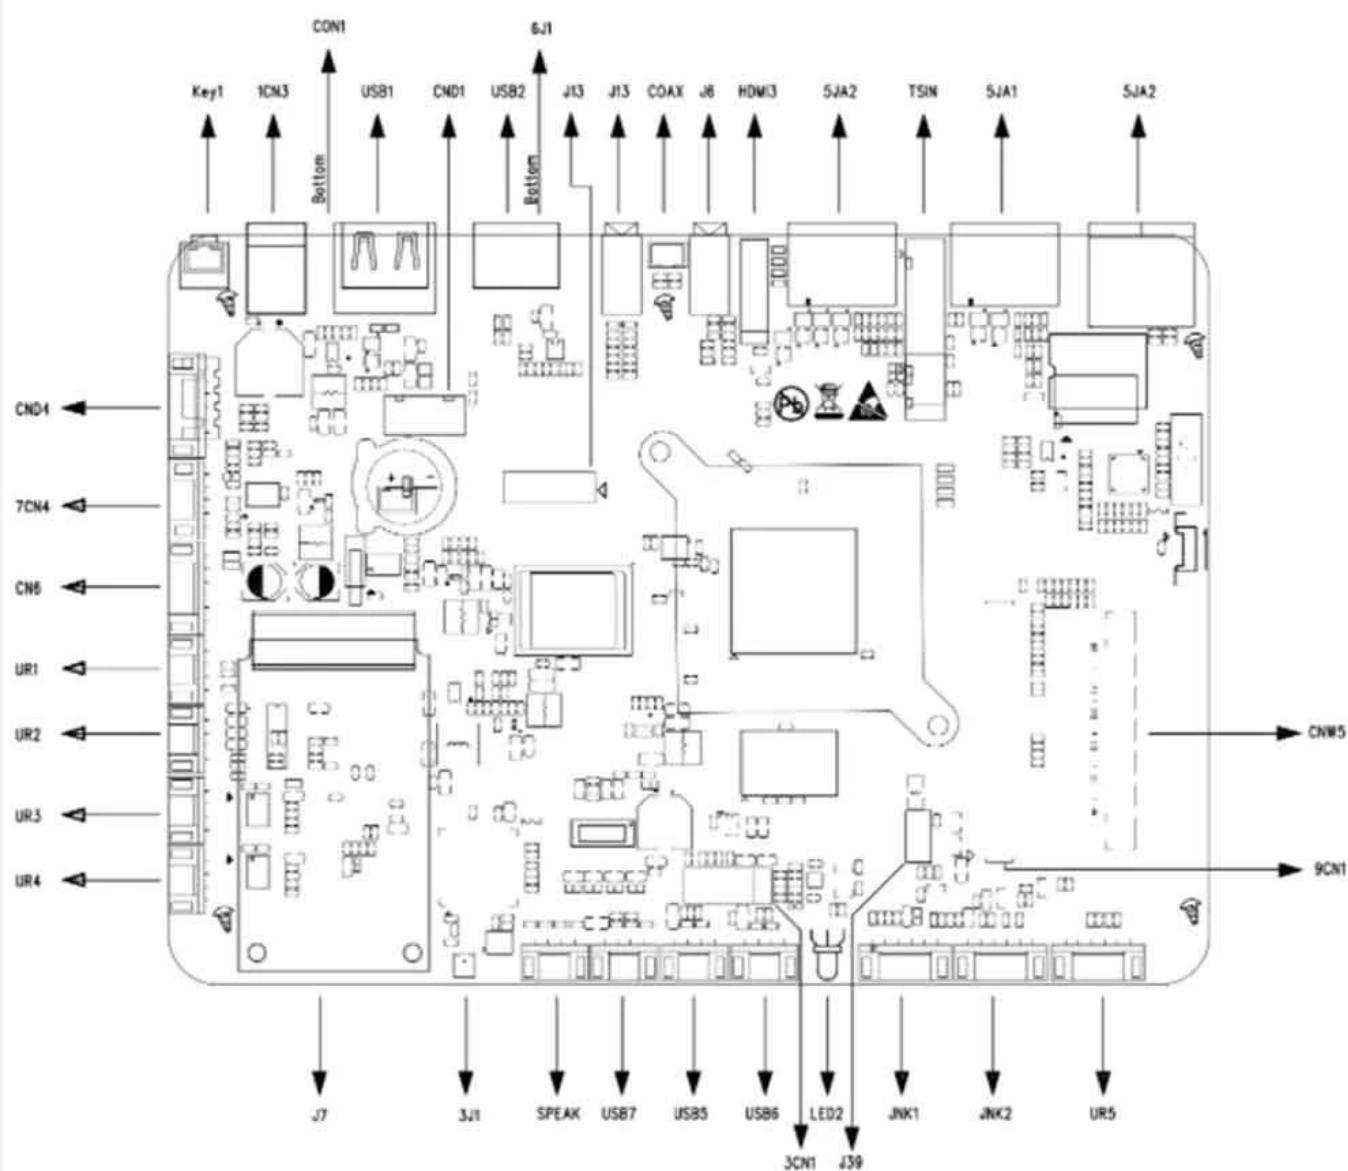 CON1
6J1
Key1
1CN3
USB1
CND1
USB2
J13
J13
COAX
J6
HDMI3
5JA2
TSIN
5JA1
5JA2
Bottom
Bottom
CND4
7CN4
CN6
UR1
UR2
UR3
UR4
CNM5
9CN1
J7
3J1
SPEAK
USB7
USB5
USB6
LED2
JNK1
JNK2
UR5
3CN1
J39
+ -
Pb